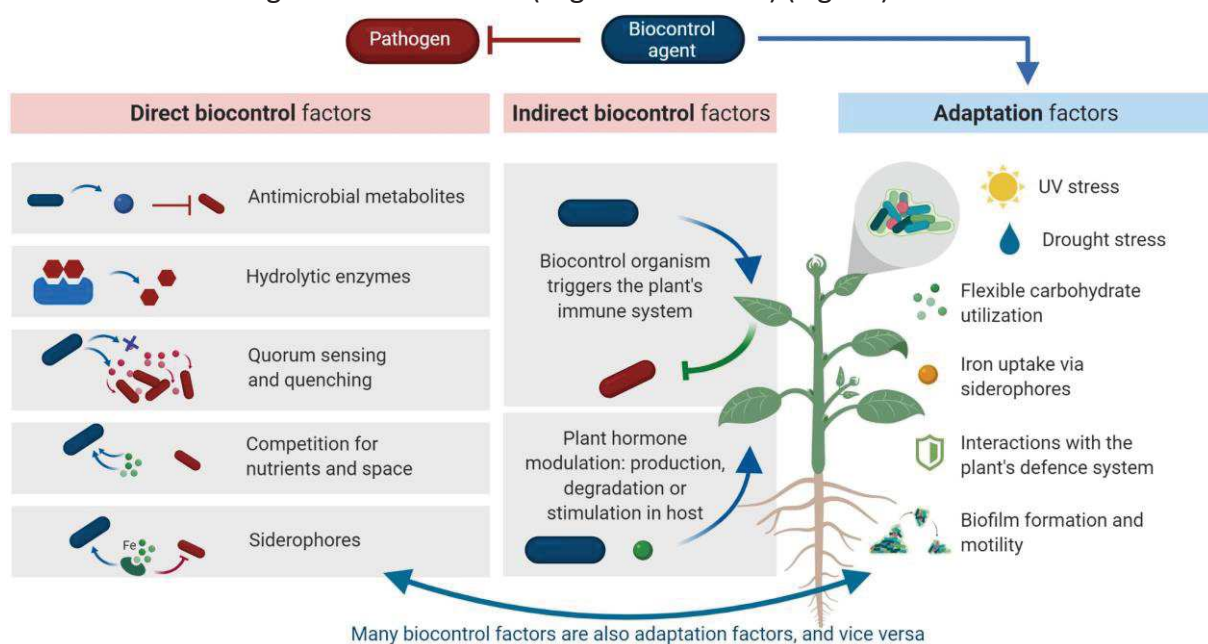 Pathogen
Biocontrol
agent
Direct biocontrol factors
Indirect biocontrol factors
Adaptation factors
Antimicrobial metabolites
Hydrolytic enzymes
Quorum sensing
and quenching
Competition for
nutrients and space
Fe
Siderophores
Biocontrol organism
triggers the plant's
immune system
Plant hormone
modulation: production,
degradation or
stimulation in host
UV stress
Drought stress
Flexible carbohydrate
utilization
Iron uptake via
siderophores
Interactions with the
plant's defence system
Biofilm formation and
motility
Many biocontrol factors are also adaptation factors, and vice versa